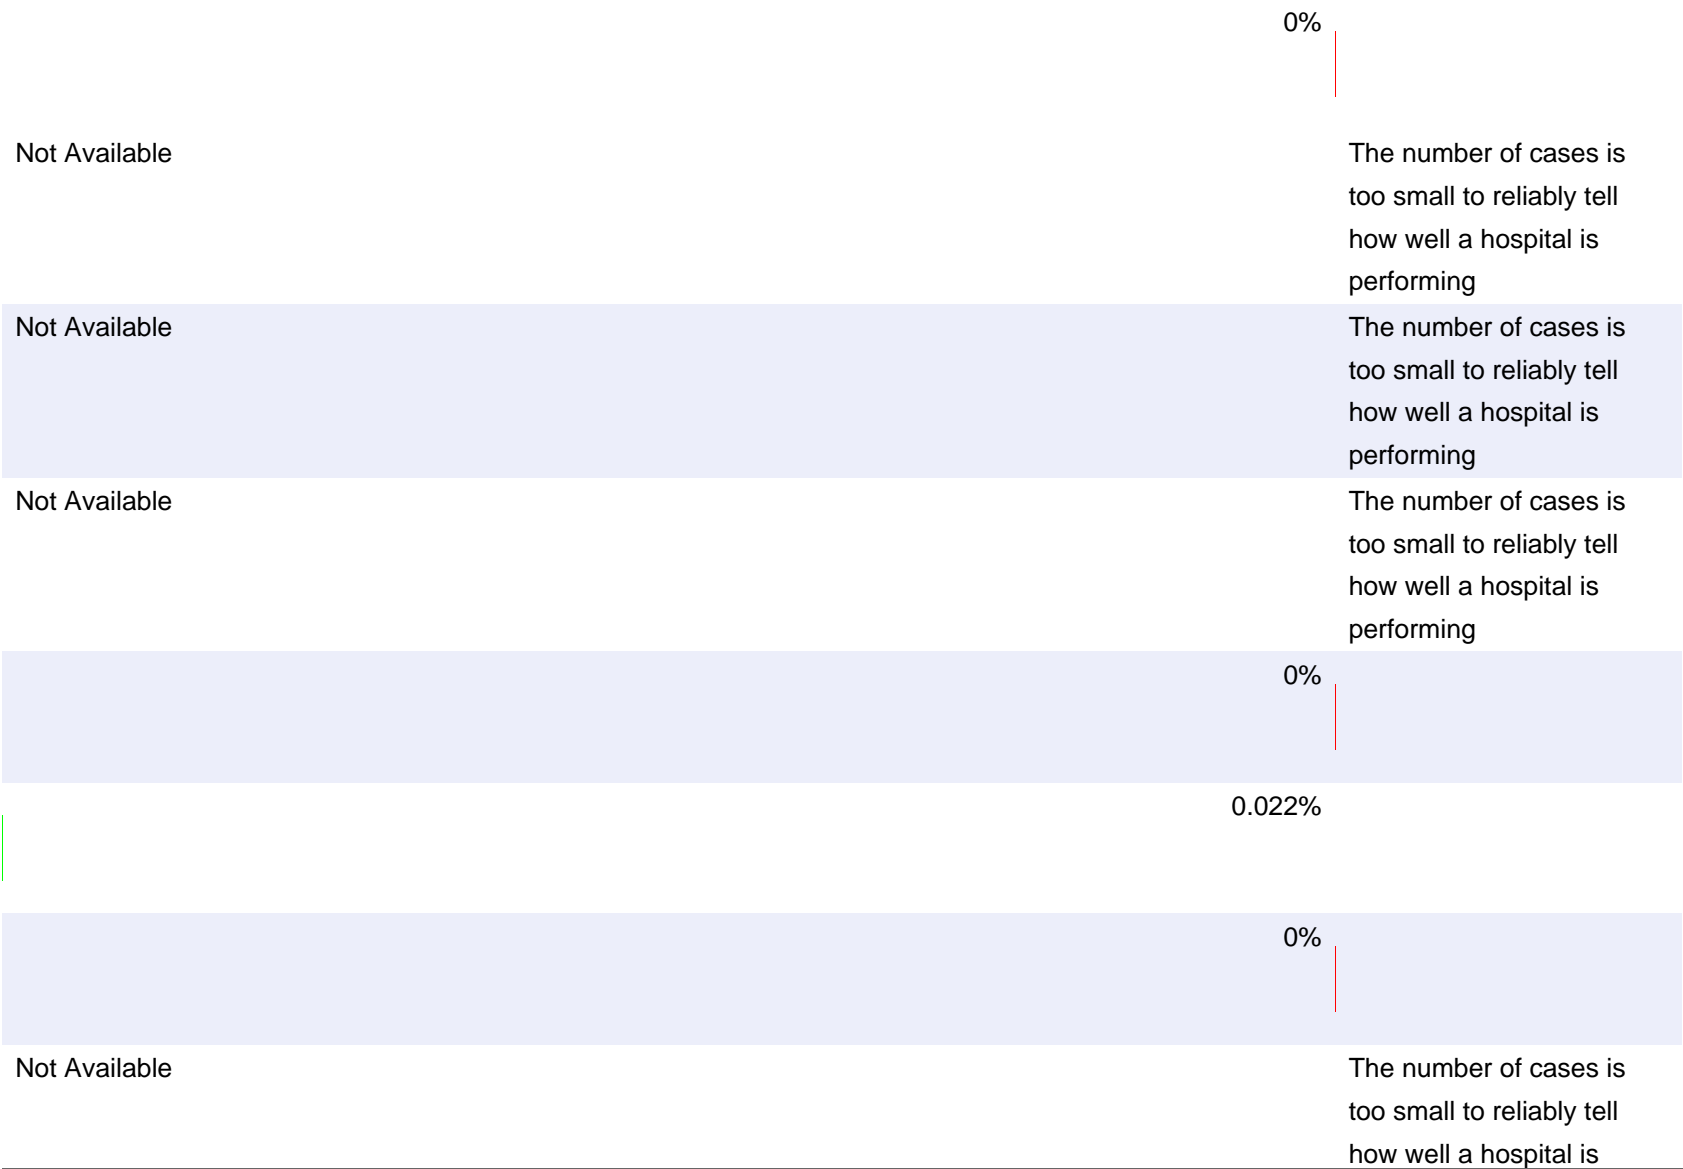 0%
Not Available
The number of cases is
too small to reliably tell
how well a hospital is
performing
Not Available
The number of cases is
too small to reliably tell
how well a hospital is
performing
Not Available
The number of cases is
too small to reliably tell
how well a hospital is
performing
0%
0.022%
0%
Not Available
The number of cases is
too small to reliably tell
how well a hospital is